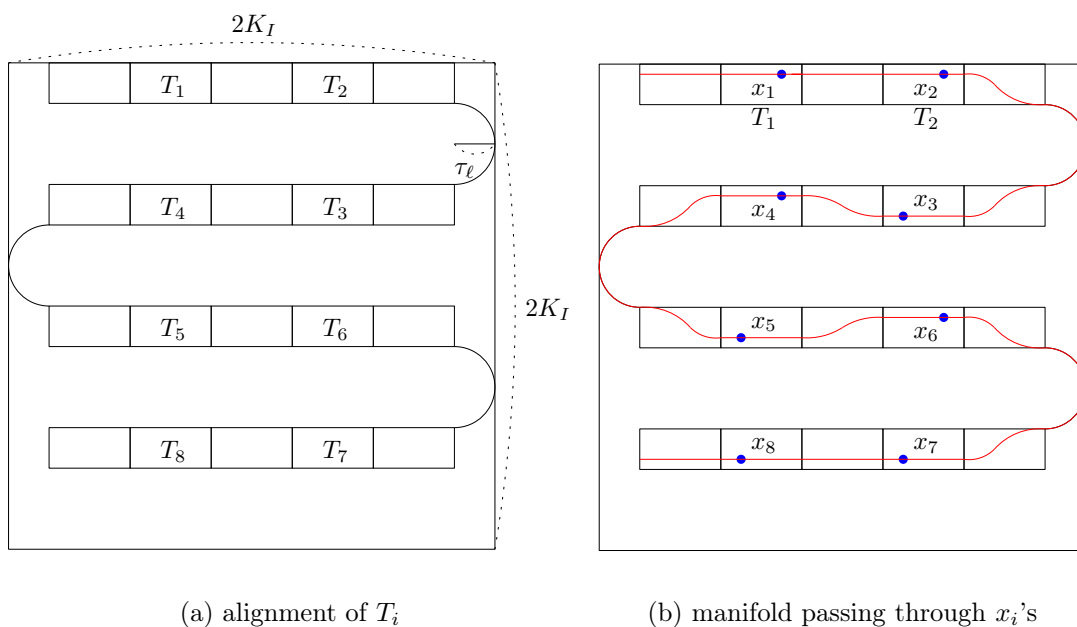 2K_I
T_1 T_2
τ_ℓ
T_4 T_3
2K_I
T_5 T_6
T_8 T_7
(a) alignment of T_i
x_1 x_2
T_1 T_2
x_4 x_3
x_5 x_6
x_8 x_7
(b) manifold passing through x_i's